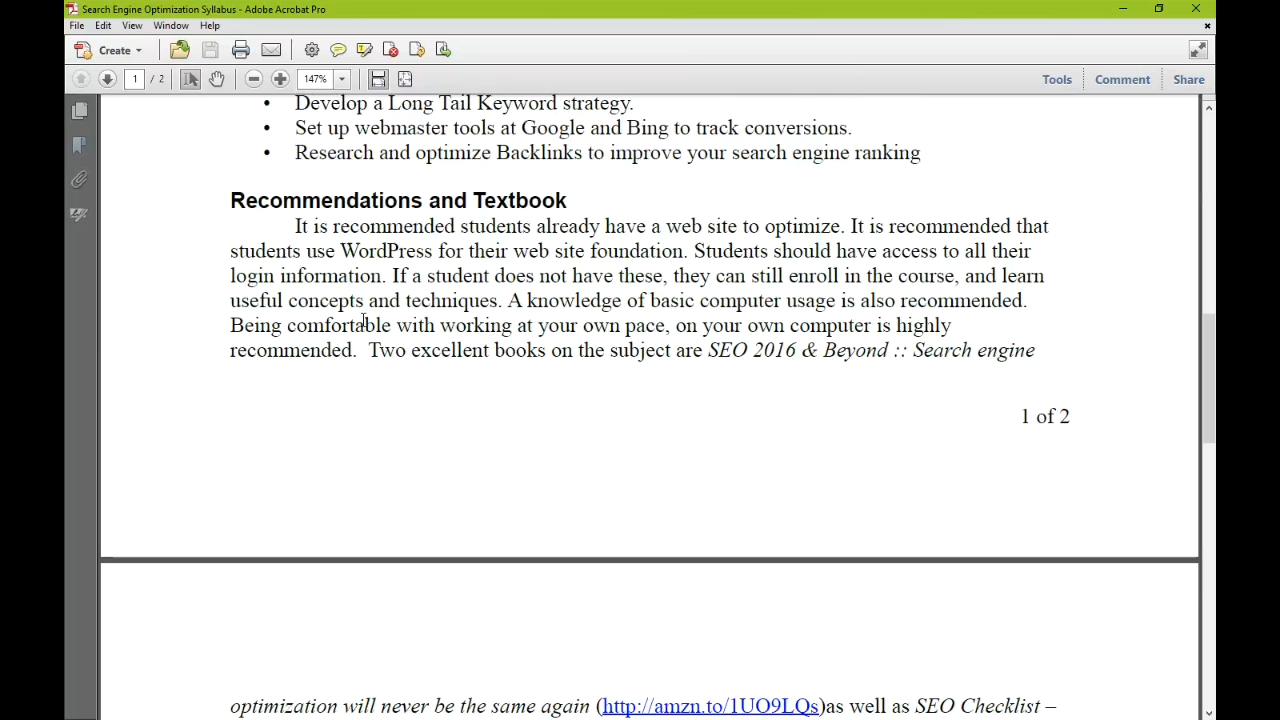 Search Engine Optimization Syllabus - Adobe Acrobat Pro
File Edit View Window Help
Create
1 / 2 147% Tools Comment Share
• Develop a Long Tail Keyword strategy.
• Set up webmaster tools at Google and Bing to track conversions.
• Research and optimize Backlinks to improve your search engine ranking
Recommendations and Textbook
It is recommended students already have a web site to optimize. It is recommended that
students use WordPress for their web site foundation. Students should have access to all their
login information. If a student does not have these, they can still enroll in the course, and learn
useful concepts and techniques. A knowledge of basic computer usage is also recommended.
Being comfortable with working at your own pace, on your own computer is highly
recommended.  Two excellent books on the subject are SEO 2016 & Beyond :: Search engine
1 of 2
optimization will never be the same again (http://amzn.to/1UO9LQs)as well as SEO Checklist –